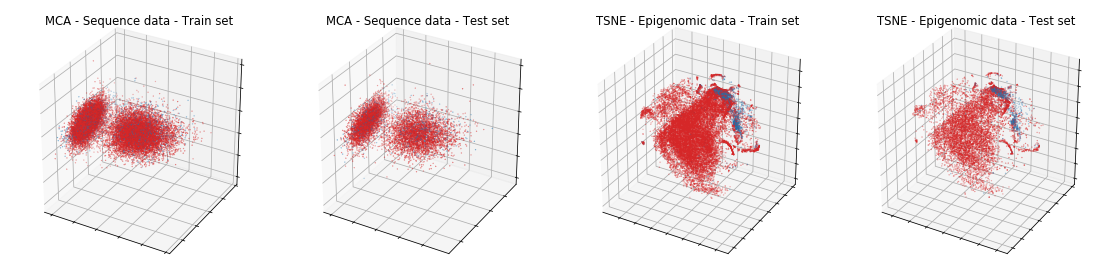 MCA - Sequence data - Train set
MCA - Sequence data - Test set
TSNE - Epigenomic data - Train set
TSNE - Epigenomic data - Test set